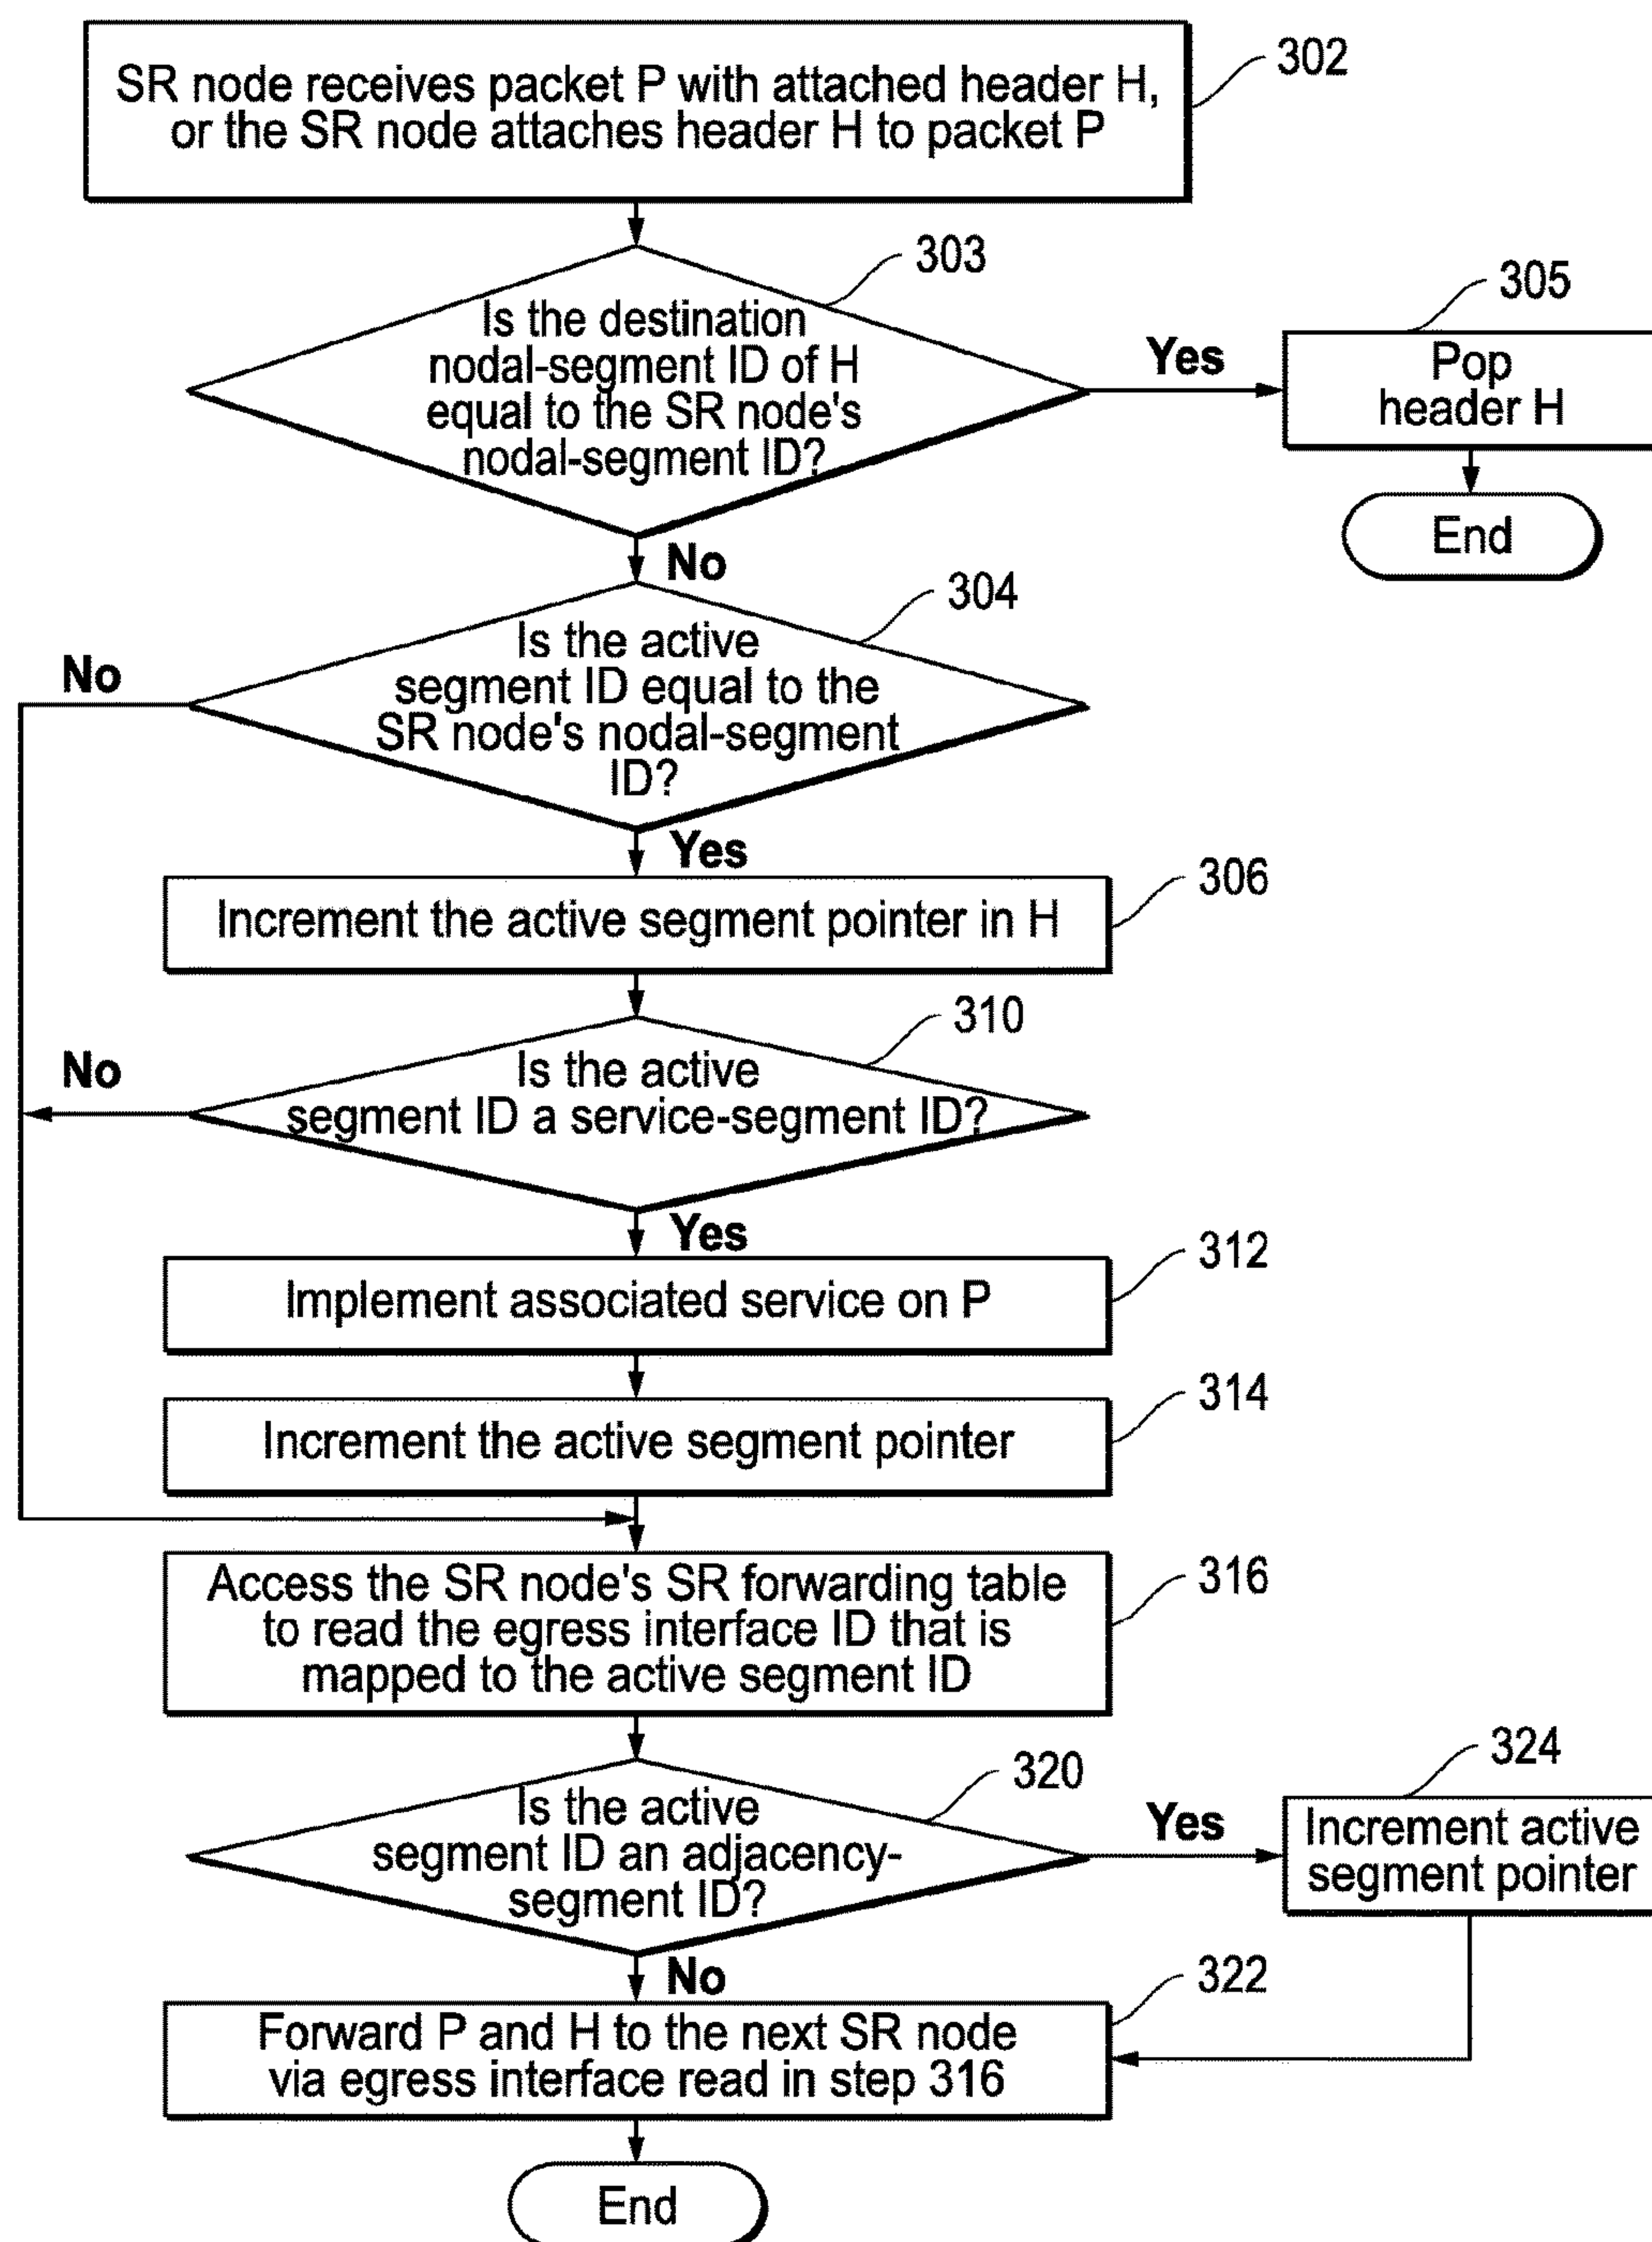 SR node receives packet P with attached header H,
or the SR node attaches header H to packet P
302
303
Is the destination
nodal-segment ID of H
equal to the SR node's
nodal-segment ID?
Yes
305
Pop
header H
End
No
304
Is the active
segment ID equal to the
SR node's nodal-segment
ID?
No
Yes
306
Increment the active segment pointer in H
310
Is the active
segment ID a service-segment ID?
No
Yes
312
Implement associated service on P
314
Increment the active segment pointer
316
Access the SR node's SR forwarding table
to read the egress interface ID that is
mapped to the active segment ID
320
Is the active
segment ID an adjacency-
segment ID?
Yes
324
Increment active
segment pointer
No
322
Forward P and H to the next SR node
via egress interface read in step 316
End